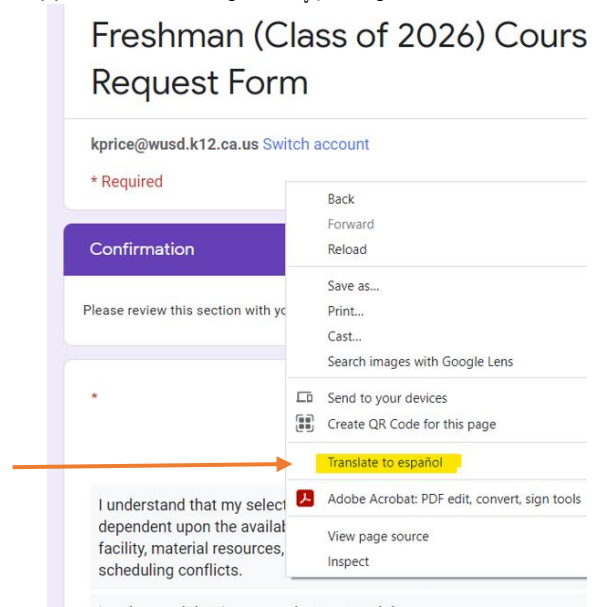 Freshman (Class of 2026) Cours
Request Form
kprice@wusd.k12.ca.us Switch account
* Required
Back
Forward
Reload
Confirmation
Save as...
Print...
Cast...
Search images with Google Lens
Please review this section with yo
*
Send to your devices
Create QR Code for this page
Translate to español
Adobe Acrobat: PDF edit, convert, sign tools
View page source
Inspect
I understand that my select
dependent upon the availab
facility, material resources,
scheduling conflicts.